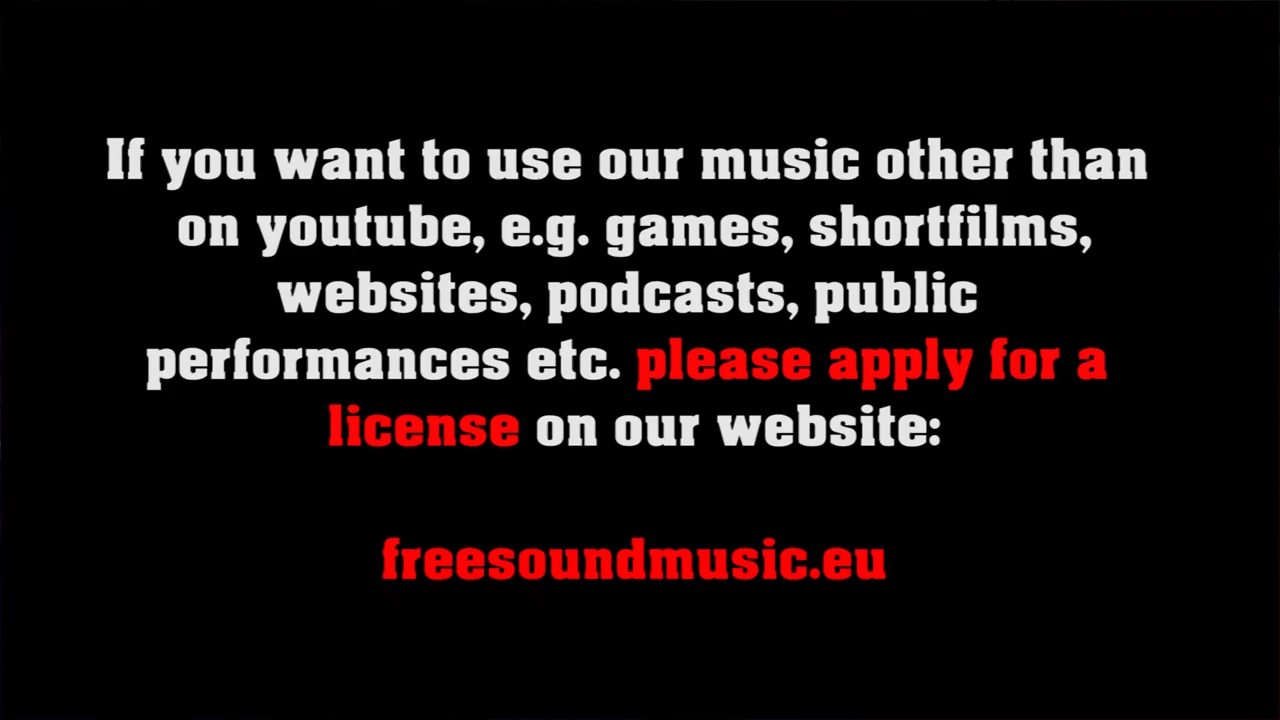 If you want to use our music other than
on youtube, e.g. games, shortfilms,
websites, podcasts, public
performances etc. please apply for a
license on our website:
freesoundmusic.eu